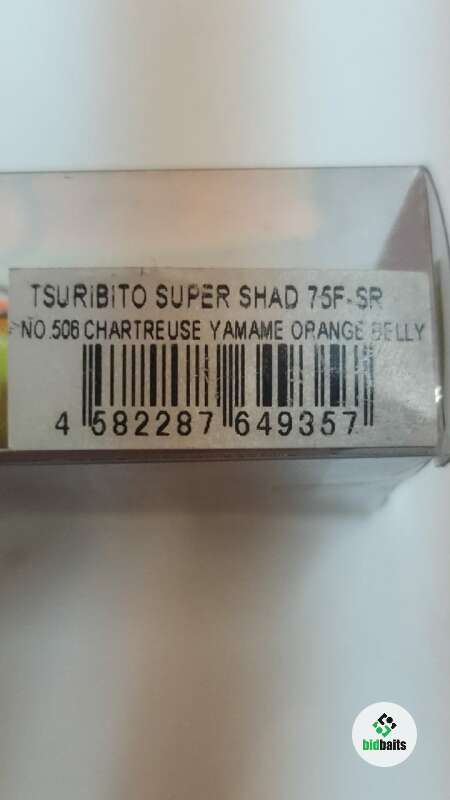 TSURIBITO SUPER SHAD 75F-SR
NO.506 CHARTREUSE YAMAME ORANGE BELLY
4 582287 649357
bidbaits